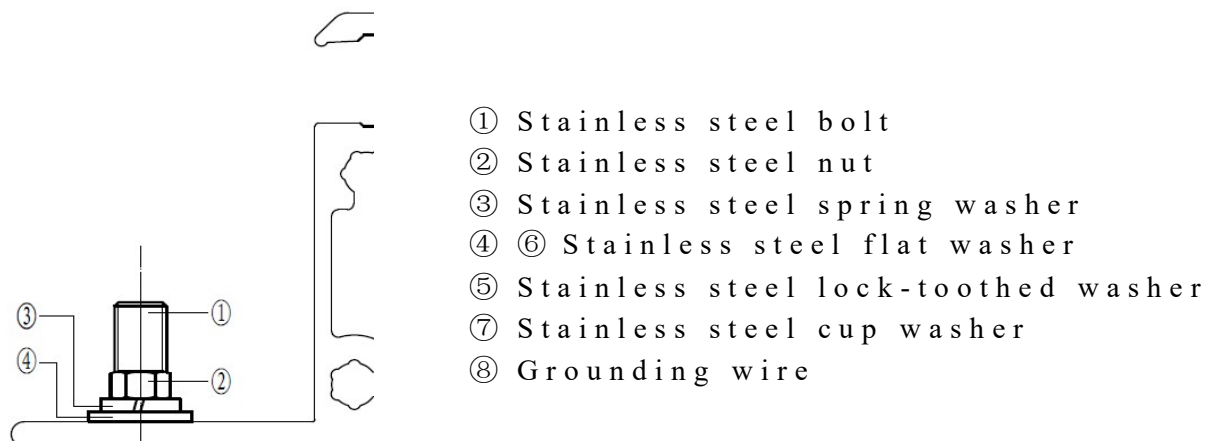 ① Stainless steel bolt
② Stainless steel nut
③ Stainless steel spring washer
④ ⑥ Stainless steel flat washer
⑤ Stainless steel lock-toothed washer
⑦ Stainless steel cup washer
⑧ Grounding wire
③
①
④
②